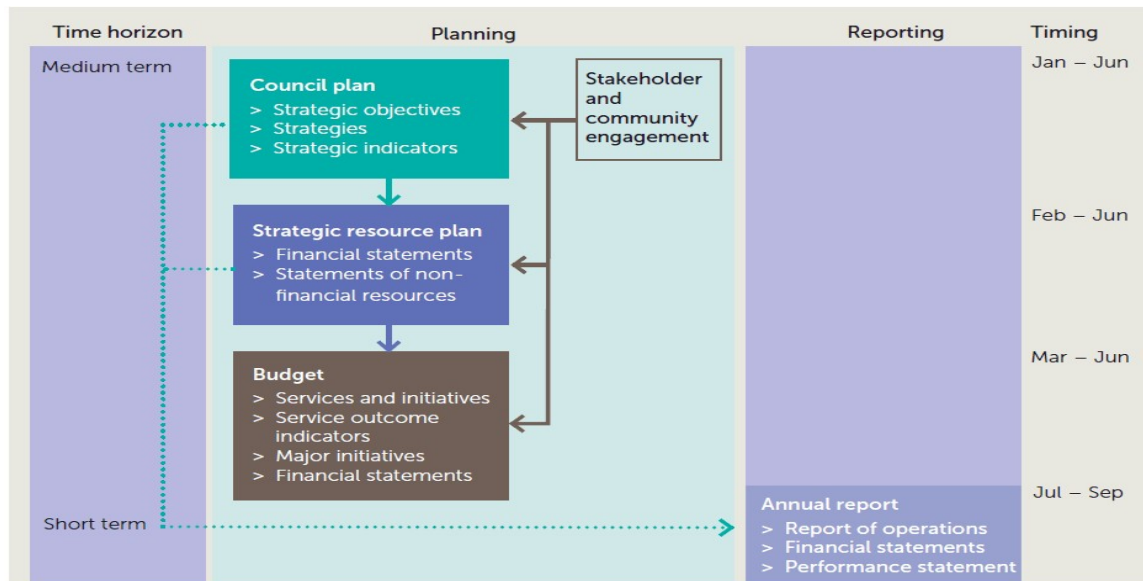 Time horizon
Planning
Reporting
Timing
Medium term
Jan – Jun
Council plan
> Strategic objectives
> Strategies
> Strategic indicators
Stakeholder
and
community
engagement
Feb – Jun
Strategic resource plan
> Financial statements
> Statements of non-
financial resources
Mar – Jun
Budget
> Services and initiatives
> Service outcome
indicators
> Major initiatives
> Financial statements
Jul – Sep
Short term
Annual report
> Report of operations
> Financial statements
> Performance statement